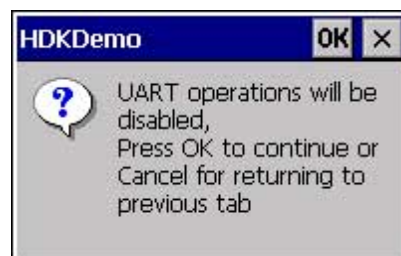 HDKDemo OK ×
?
UART operations will be
disabled,
Press OK to continue or
Cancel for returning to
previous tab